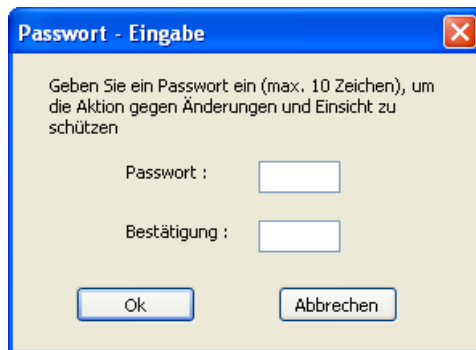 Passwort - Eingabe
Geben Sie ein Passwort ein (max. 10 Zeichen), um
die Aktion gegen Änderungen und Einsicht zu
schützen
Passwort :
Bestätigung :
Ok Abbrechen